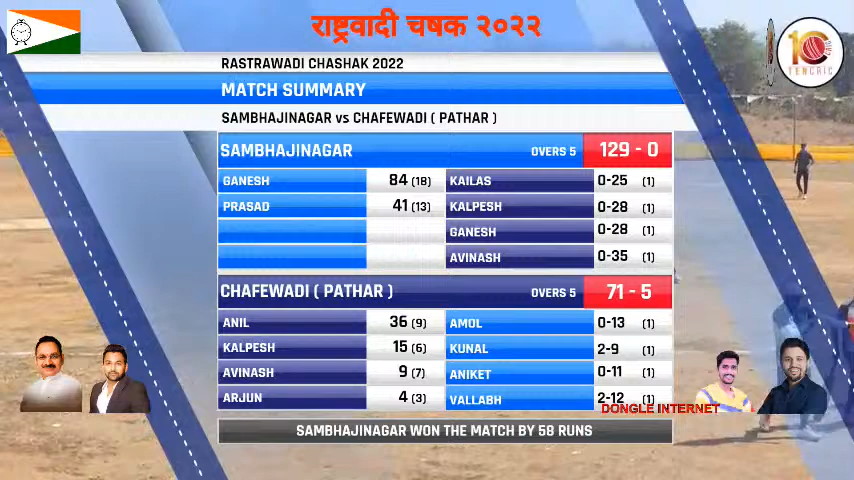 राष्ट्रवादी चषक २०२२
10
CRIC
TENCRIC
RASTRAWADI CHASHAK 2022
MATCH SUMMARY
SAMBHAJINAGAR vs CHAFEWADI ( PATHAR )
SAMBHAJINAGAR OVERS 5 129 - 0
GANESH 84 (18) KAILAS 0-25 (1)
PRASAD 41 (13) KALPESH 0-28 (1)
GANESH 0-28 (1)
AVINASH 0-35 (1)
CHAFEWADI ( PATHAR ) OVERS 5 71 - 5
ANIL 36 (9) AMOL 0-13 (1)
KALPESH 15 (6) KUNAL 2-9 (1)
AVINASH 9 (7) ANIKET 0-11 (1)
ARJUN 4 (3) VALLABH 2-12 (1)
DONGLE INTERNET
SAMBHAJINAGAR WON THE MATCH BY 58 RUNS